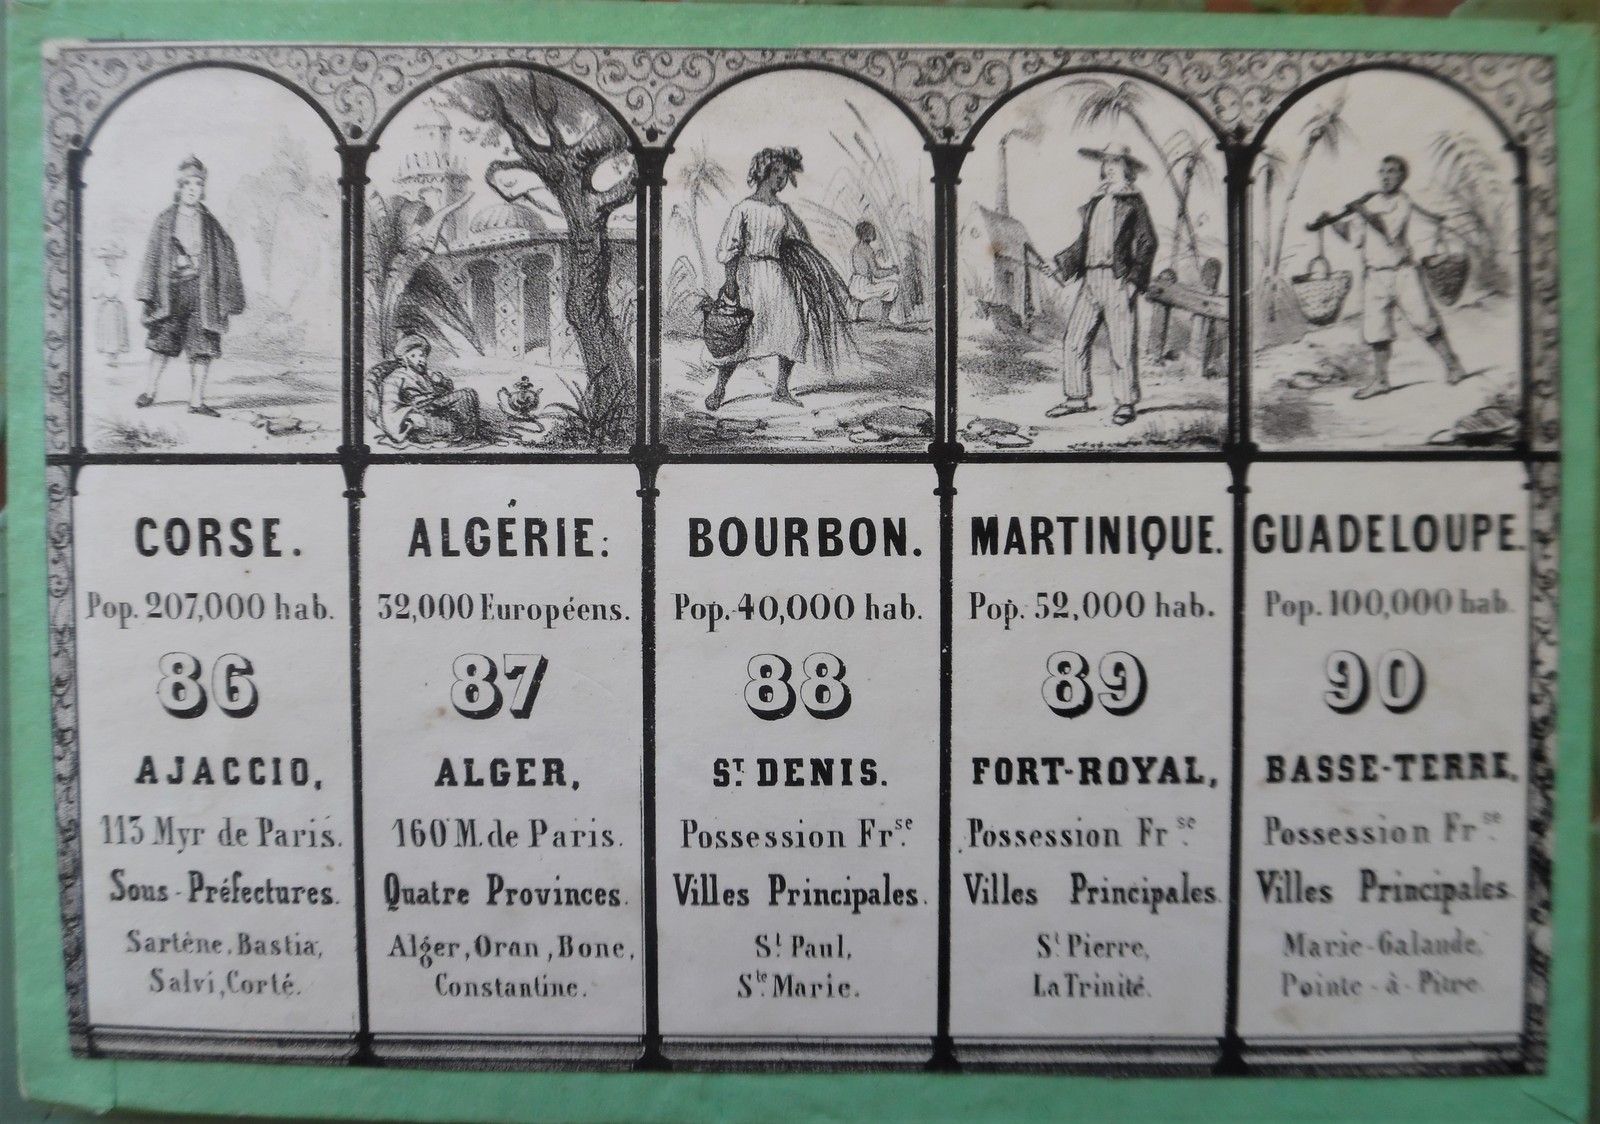 CORSE.
Pop. 207,000 hab.
86
AJACCIO,
113 Myr de Paris.
Sous-Préfectures.
Sartène, Bastia,
Salvi, Corté.
ALGÉRIE:
32,000 Européens.
87
ALGER,
160 M. de Paris.
Quatre Provinces.
Alger, Oran, Bone,
Constantine.
BOURBON.
Pop. 40,000 hab.
88
St. DENIS.
Possession Frse.
Villes Principales.
St Paul,
Ste. Marie.
MARTINIQUE.
Pop. 52,000 hab.
89
FORT-ROYAL,
Possession Frse.
Villes Principales.
St Pierre,
La Trinité.
GUADELOUPE.
Pop. 100,000 hab.
90
BASSE-TERRE,
Possession Frse.
Villes Principales.
Marie-Galande,
Pointe-à-Pitre.